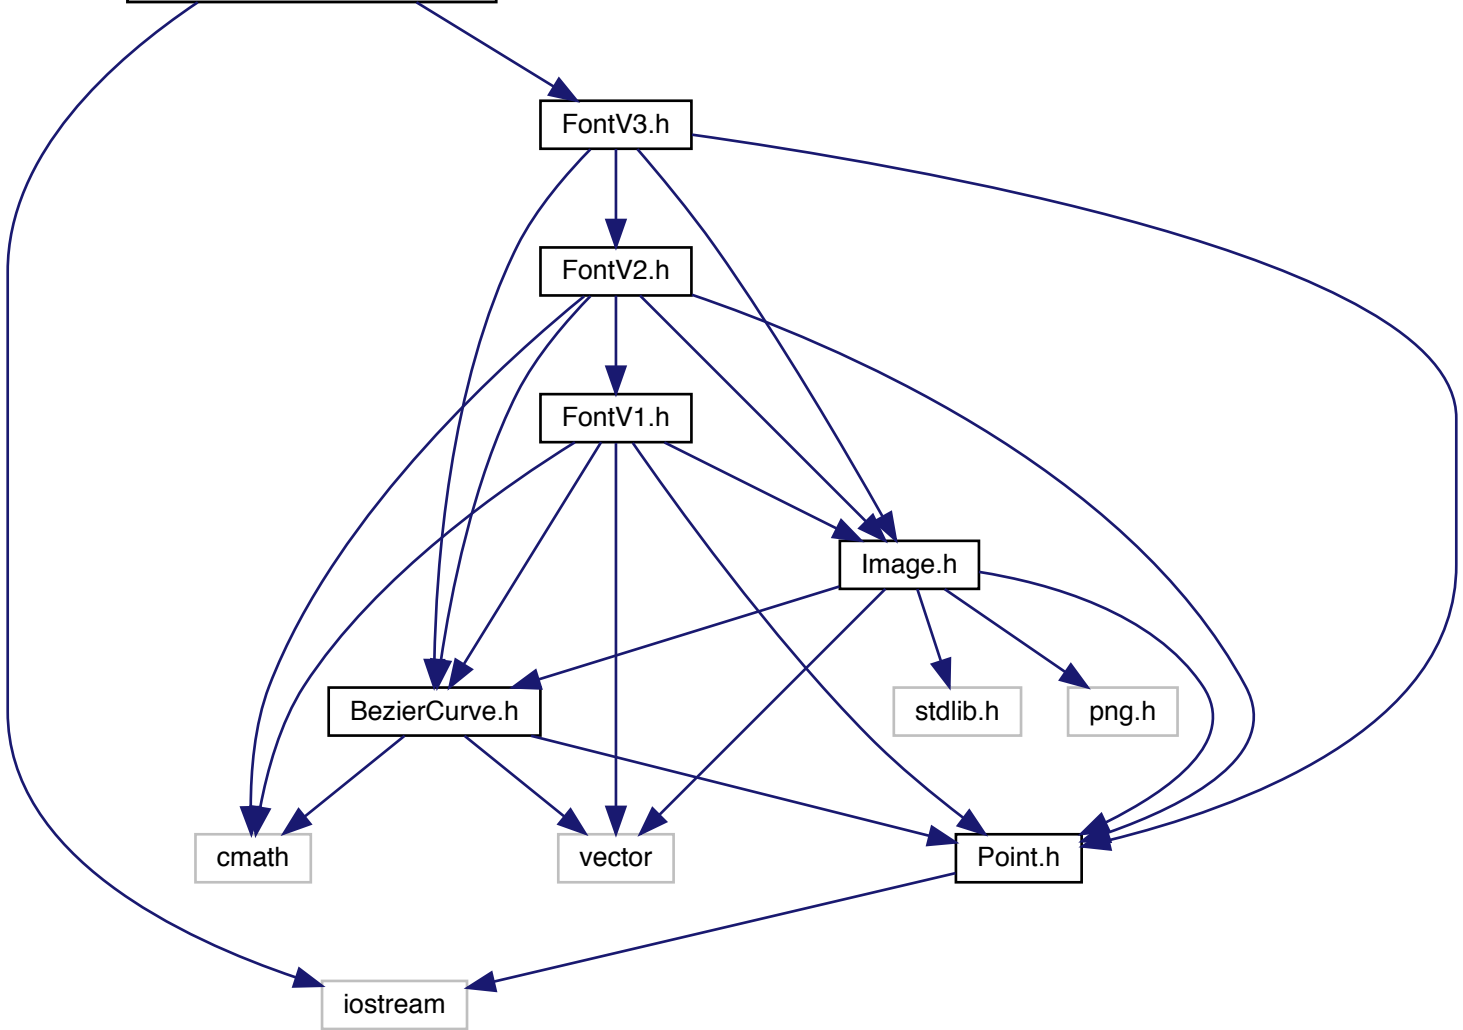 FontV3.h
FontV2.h
FontV1.h
Image.h
BezierCurve.h
stdlib.h
png.h
cmath
vector
Point.h
iostream